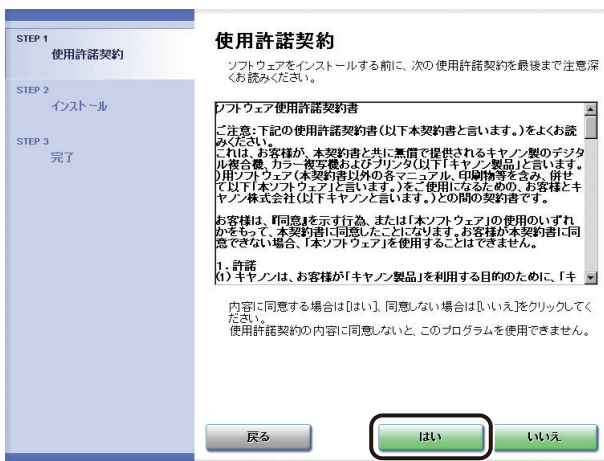 STEP 1
使用許諾契約
STEP 2
インストール
STEP 3
完了
使用許諾契約
ソフトウェアをインストールする前に、次の使用許諾契約を最後まで注意深
くお読みください。
ソフトウェア使用許諾契約書
ご注意:下記の使用許諾契約書(以下本契約書と言います。)をよくお読
みください。
これは、お客様が、本契約書と共に無償で提供されるキヤノン製のデジタ
ル複合機、カラー複写機およびプリンタ(以下「キヤノン製品」と言います。
)用ソフトウェア(本契約書以外の各マニュアル、印刷物等を含み、併せ
て以下「本ソフトウェア」と言います。)をご使用になるための、お客様とキ
ヤノン株式会社(以下キヤノンと言います。)との間の契約書です。
お客様は、『同意』を示す行為、または「本ソフトウェア」の使用のいずれ
かをもって、本契約書に同意したことになります。お客様が本契約書に同
意できない場合、「本ソフトウェア」を使用することはできません。
1. 許諾
(1) キヤノンは、お客様が「キヤノン製品」を利用する目的のために、「キ
内容に同意する場合は[はい]、同意しない場合は[いいえ]をクリックしてく
ださい。
使用許諾契約の内容に同意しないと、このプログラムを使用できません。
戻る
はい
いいえ